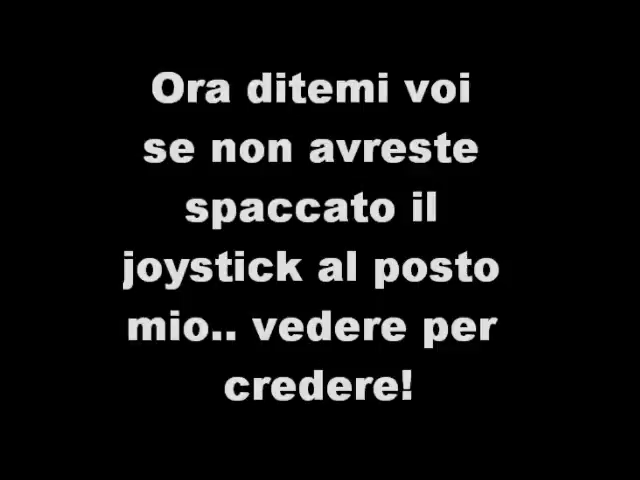 Ora ditemi voi
se non avreste
spaccato il
joystick al posto
mio.. vedere per
credere!